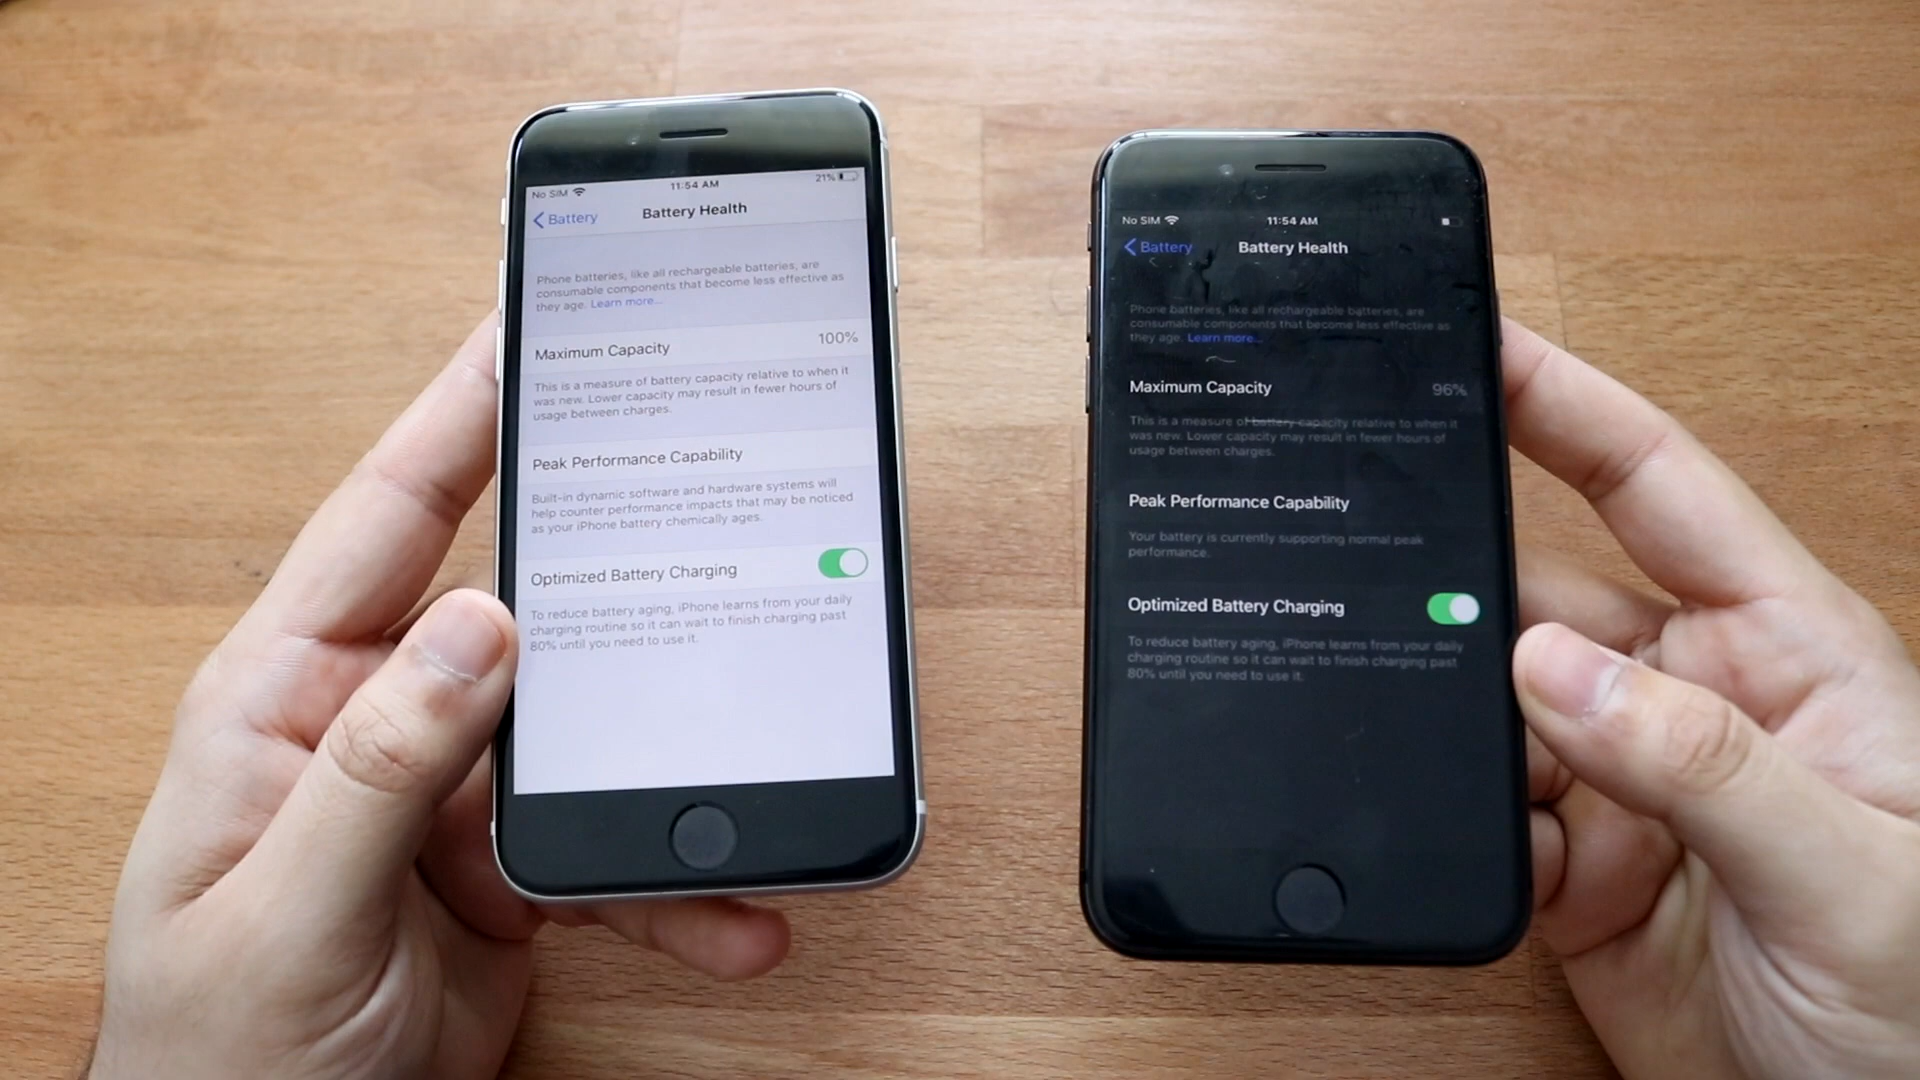 No SIM 11:54 AM 21%
Battery Battery Health
Phone batteries, like all rechargeable batteries, are
consumable components that become less effective as
they age. Learn more...
Maximum Capacity 100%
This is a measure of battery capacity relative to when it
was new. Lower capacity may result in fewer hours of
usage between charges.
Peak Performance Capability
Built-in dynamic software and hardware systems will
help counter performance impacts that may be noticed
as your iPhone battery chemically ages.
Optimized Battery Charging
To reduce battery aging, iPhone learns from your daily
charging routine so it can wait to finish charging past
80% until you need to use it.
No SIM 11:54 AM
Battery Battery Health
Phone batteries, like all rechargeable batteries, are
consumable components that become less effective as
they age. Learn more...
Maximum Capacity 96%
This is a measure of battery capacity relative to when it
was new. Lower capacity may result in fewer hours of
usage between charges.
Peak Performance Capability
Your battery is currently supporting normal peak
performance.
Optimized Battery Charging
To reduce battery aging, iPhone learns from your daily
charging routine so it can wait to finish charging past
80% until you need to use it.